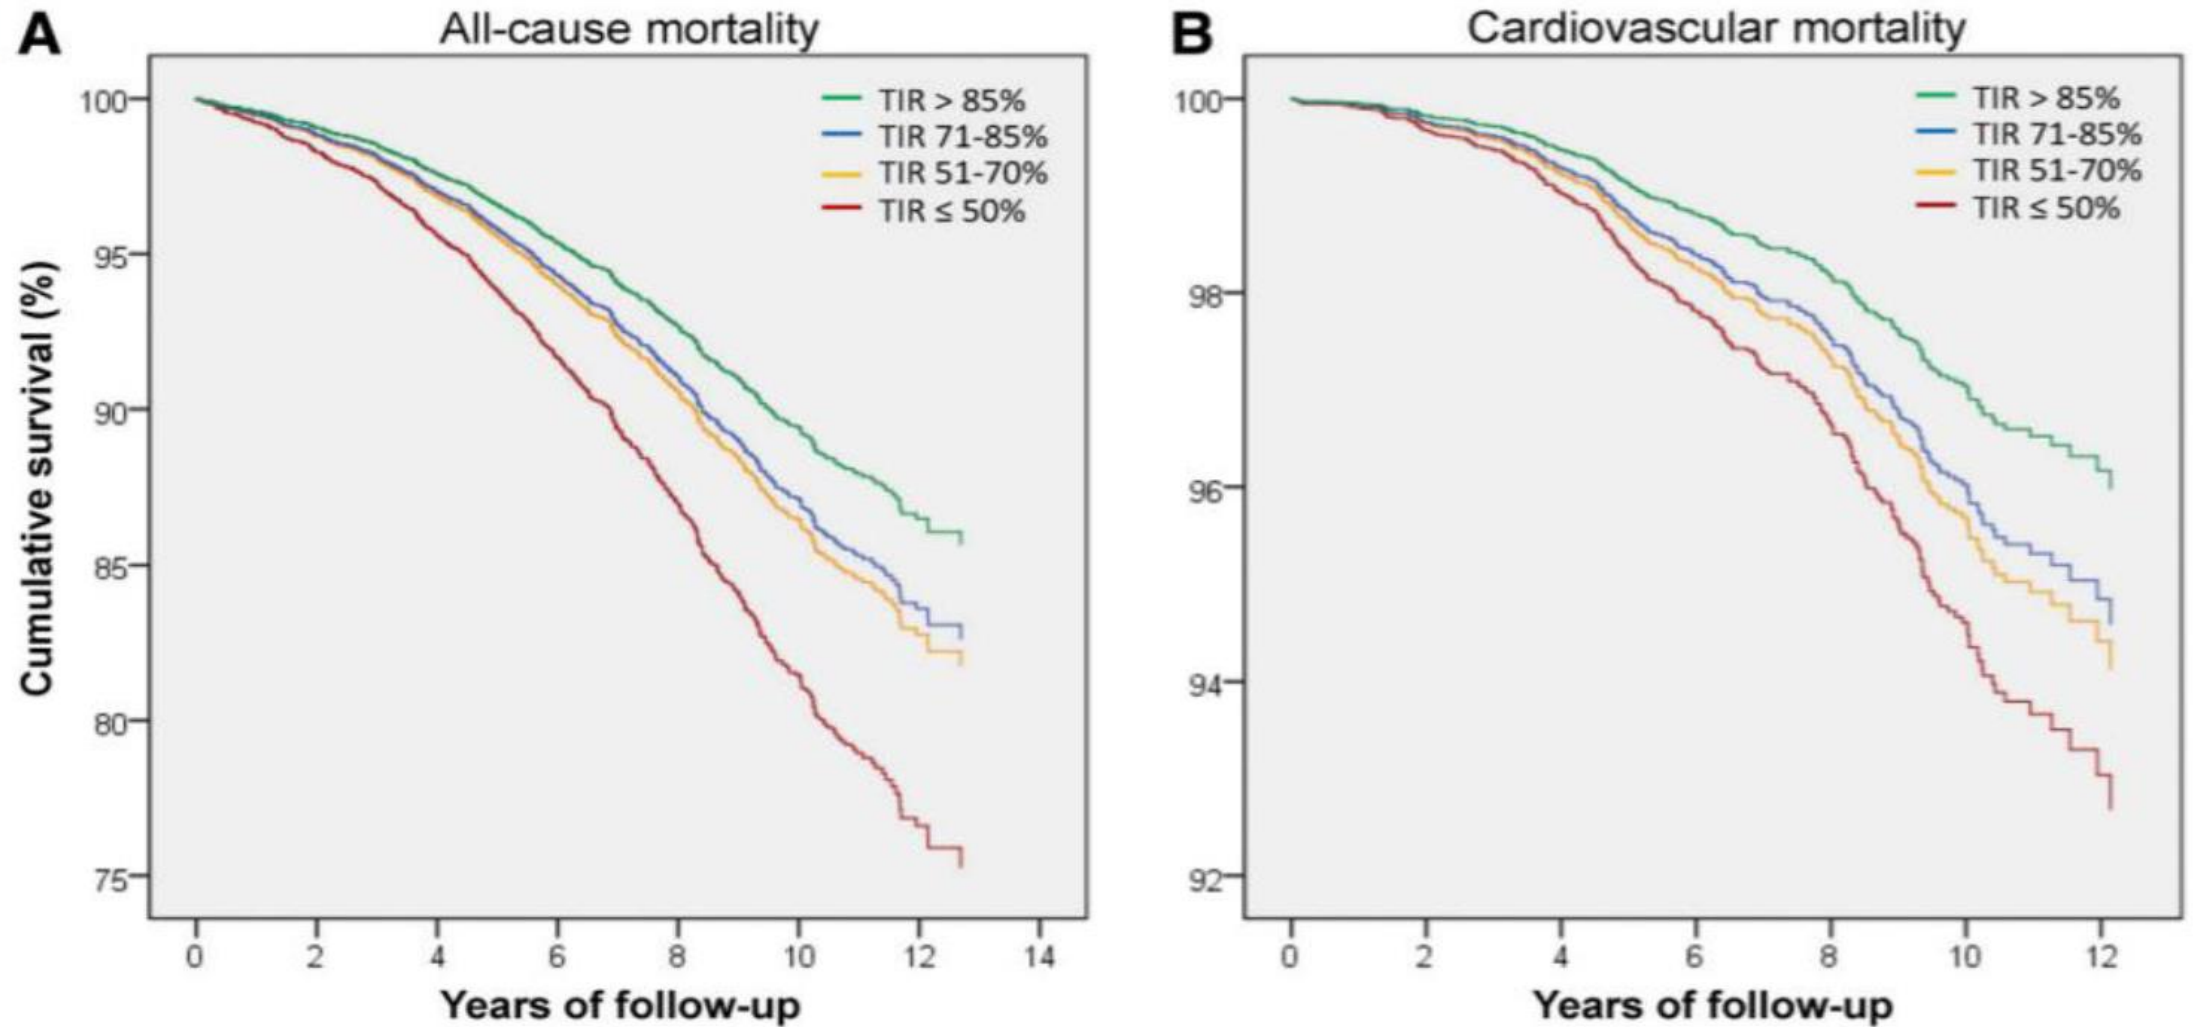 A
All-cause mortality
TIR > 85%
TIR 71-85%
TIR 51-70%
TIR ≤ 50%
Cumulative survival (%)
100
95
90
85
80
75
0 2 4 6 8 10 12 14
Years of follow-up
B
Cardiovascular mortality
TIR > 85%
TIR 71-85%
TIR 51-70%
TIR ≤ 50%
100
98
96
94
92
0 2 4 6 8 10 12
Years of follow-up